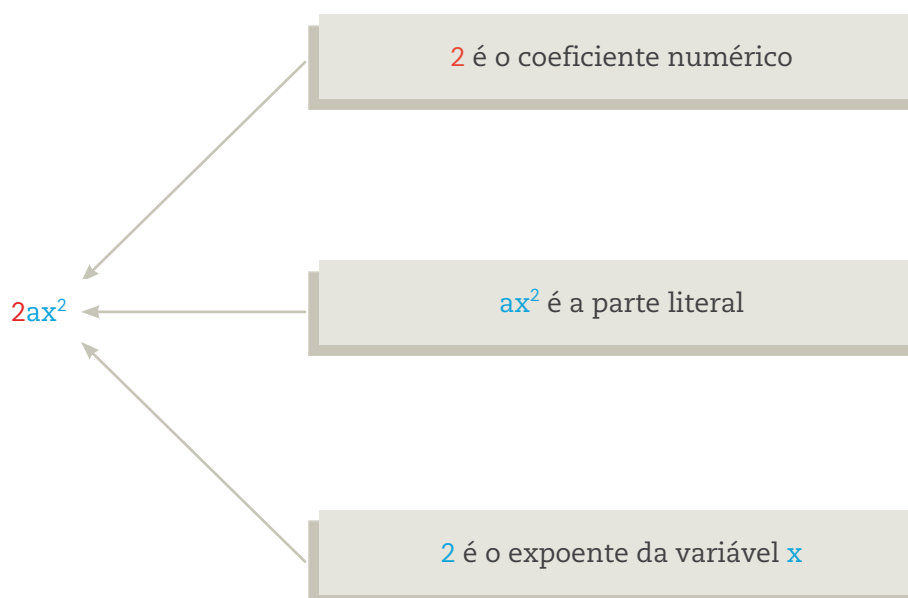 2 é o coeficiente numérico
2ax²
ax² é a parte literal
2 é o expoente da variável x